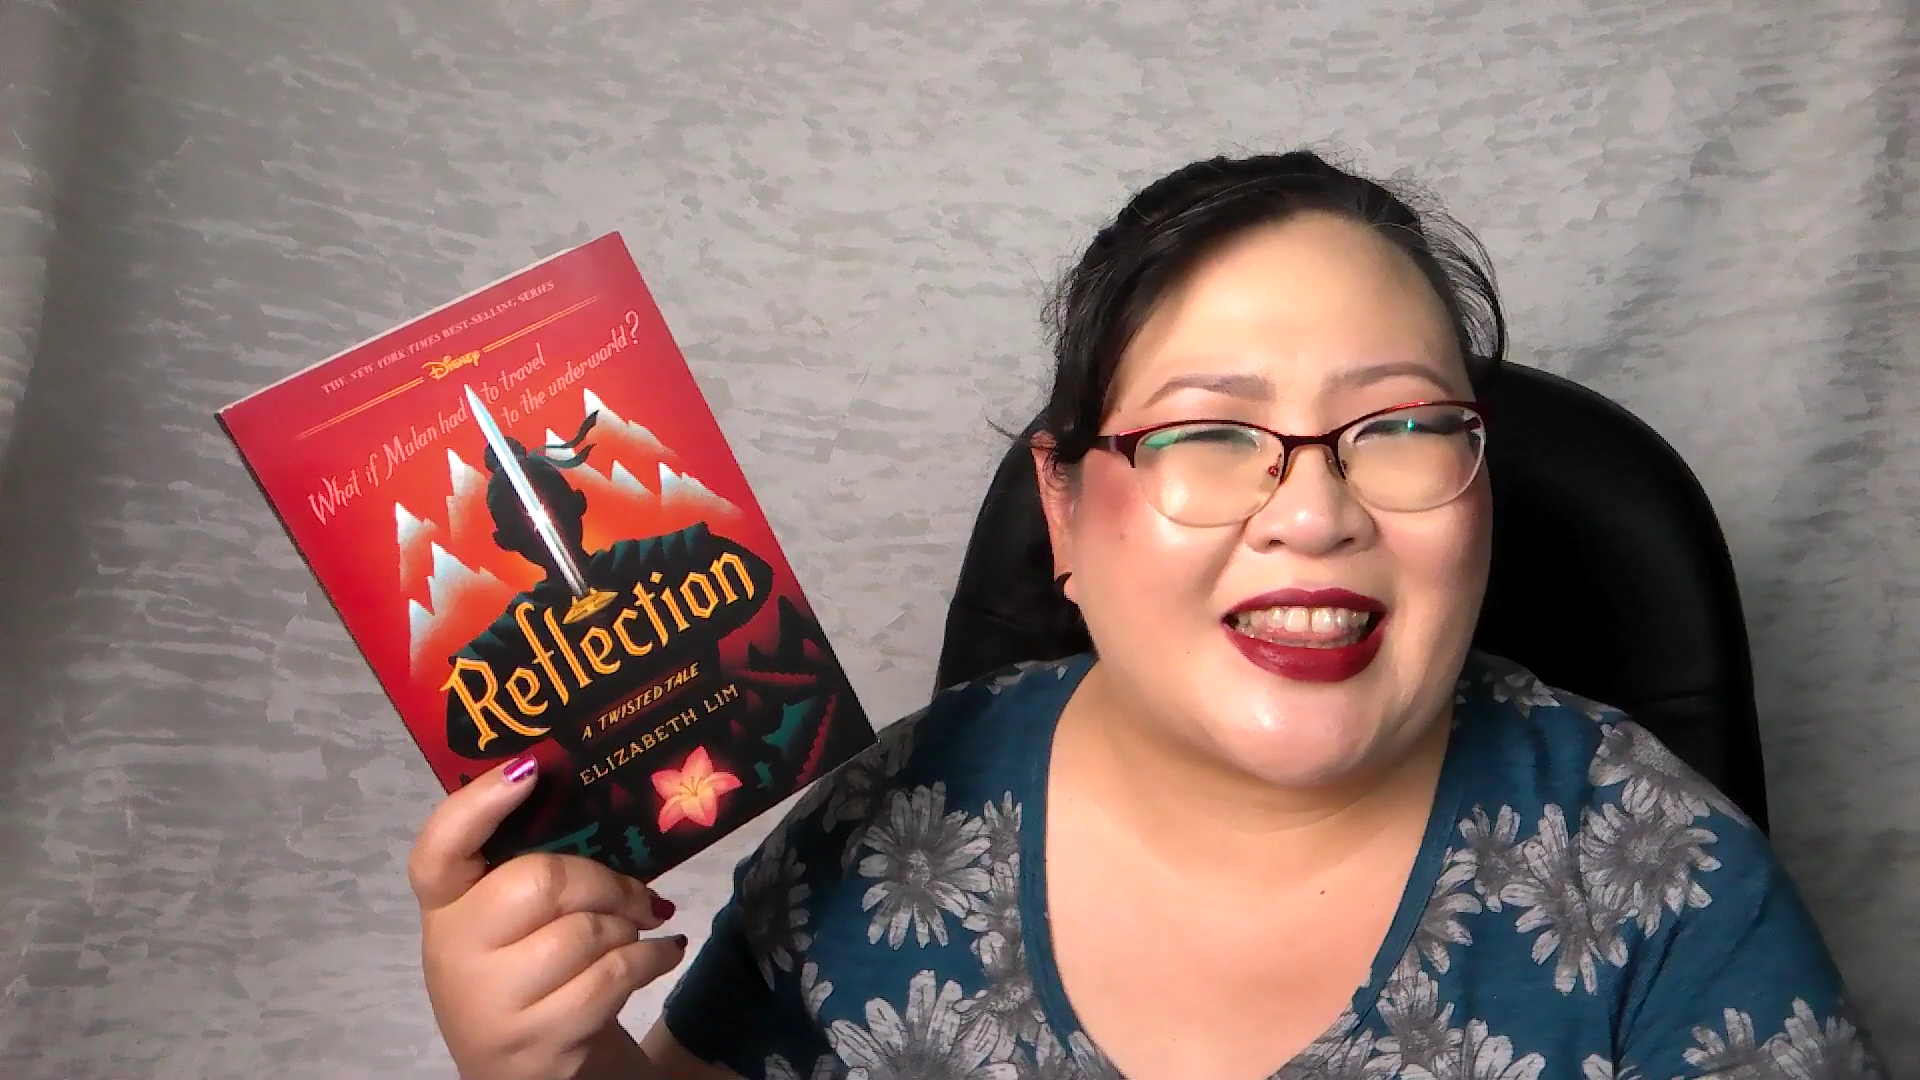 THE NEW YORK TIMES BEST-SELLING SERIES
Disney
What if Mulan had to travel
to the underworld?
Reflection
A TWISTED TALE
ELIZABETH LIM